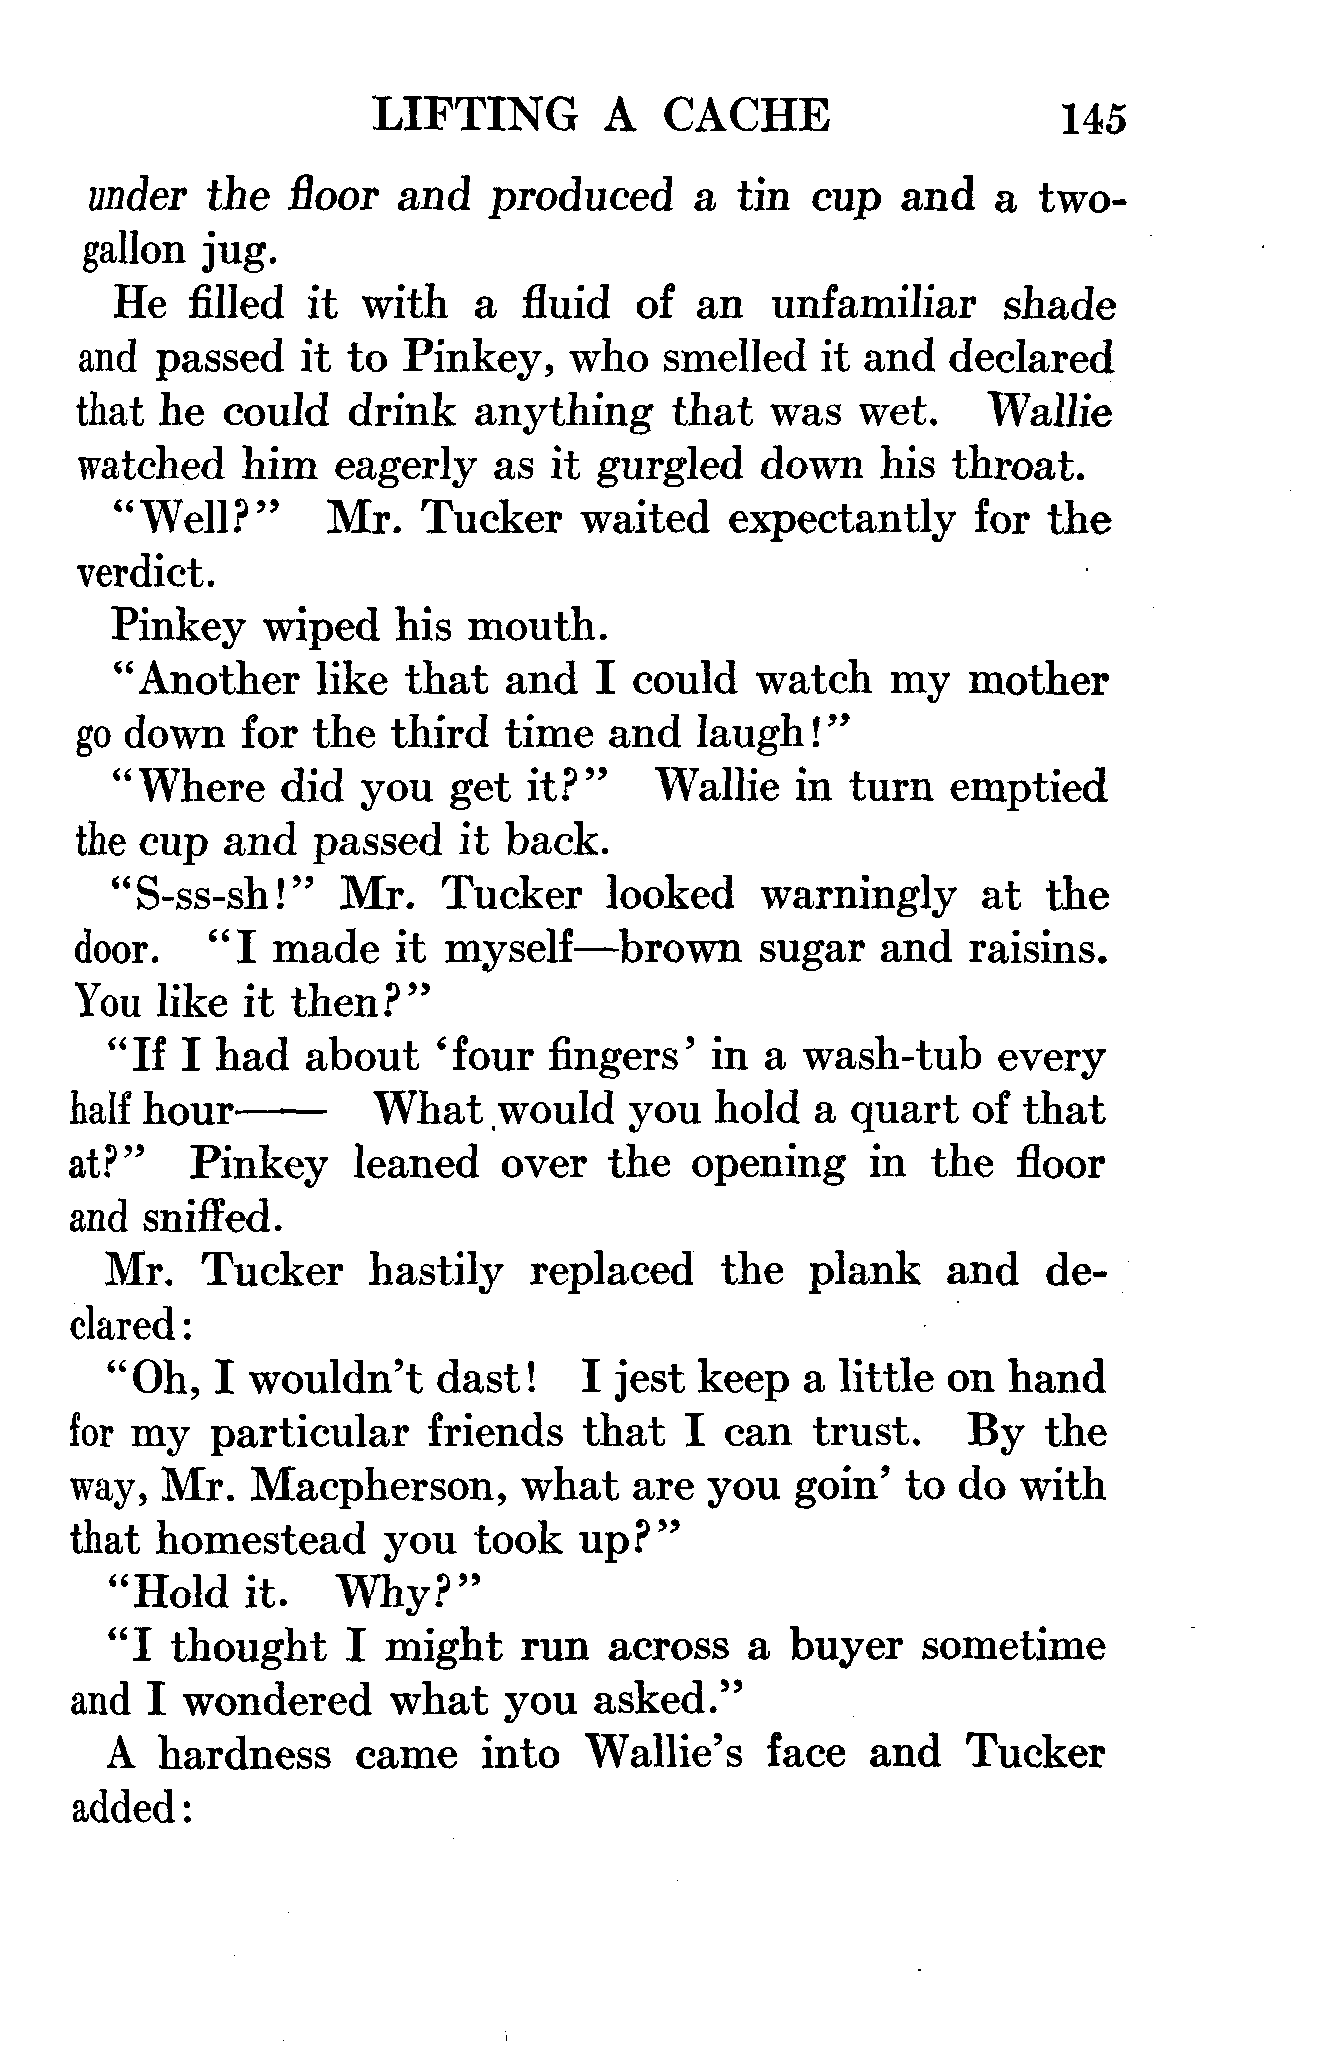 LIFTING A CACHE 145
under the floor and produced a tin cup and a two-
gallon jug.
He filled it with a fluid of an unfamiliar shade
and passed it to Pinkey, who smelled it and declared
that he could drink anything that was wet. Wallie
watched him eagerly as it gurgled down his throat.
“Well?” Mr. Tucker waited expectantly for the
verdict.
Pinkey wiped his mouth.
“Another like that and I could watch my mother
go down for the third time and laugh!”
“Where did you get it?” Wallie in turn emptied
the cup and passed it back.
“S-ss-sh!” Mr. Tucker looked warningly at the
door. “I made it myself—brown sugar and raisins.
You like it then?”
“If I had about ‘four fingers’ in a wash-tub every
half hour—— What would you hold a quart of that
at?” Pinkey leaned over the opening in the floor
and sniffed.
Mr. Tucker hastily replaced the plank and de-
clared:
“Oh, I wouldn’t dast! I jest keep a little on hand
for my particular friends that I can trust. By the
way, Mr. Macpherson, what are you goin’ to do with
that homestead you took up?”
“Hold it. Why?”
“I thought I might run across a buyer sometime
and I wondered what you asked.”
A hardness came into Wallie’s face and Tucker
added: